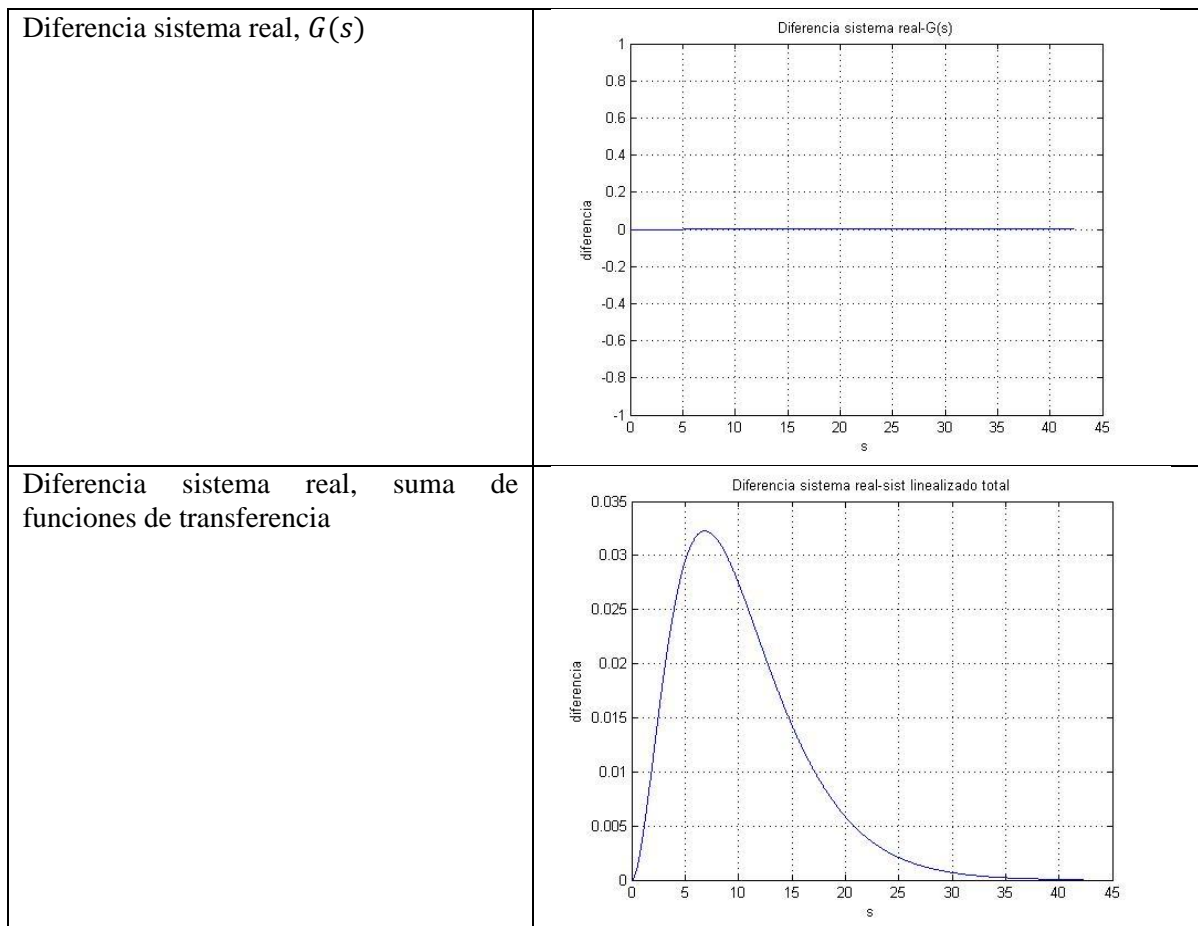 Diferencia sistema real, G(s)
Diferencia sistema real-G(s)
1
0.8
0.6
0.4
0.2
0
-0.2
-0.4
-0.6
-0.8
-1
diferencia
0 5 10 15 20 25 30 35 40 45
s
Diferencia sistema real, suma de
funciones de transferencia
Diferencia sistema real-sist linealizado total
0.035
0.03
0.025
0.02
0.015
0.01
0.005
0
diferencia
0 5 10 15 20 25 30 35 40 45
s